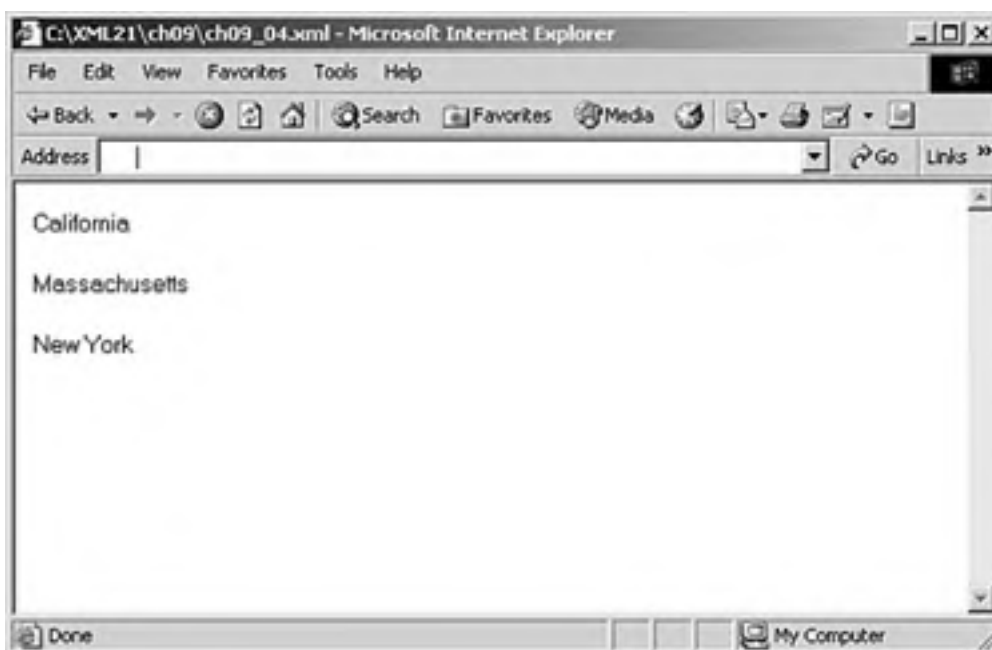 C:\XML21\ch09\ch09_04.xml - Microsoft Internet Explorer
File Edit View Favorites Tools Help
Back Search Favorites Media
Address Go Links »
California
Massachusetts
New York
Done My Computer